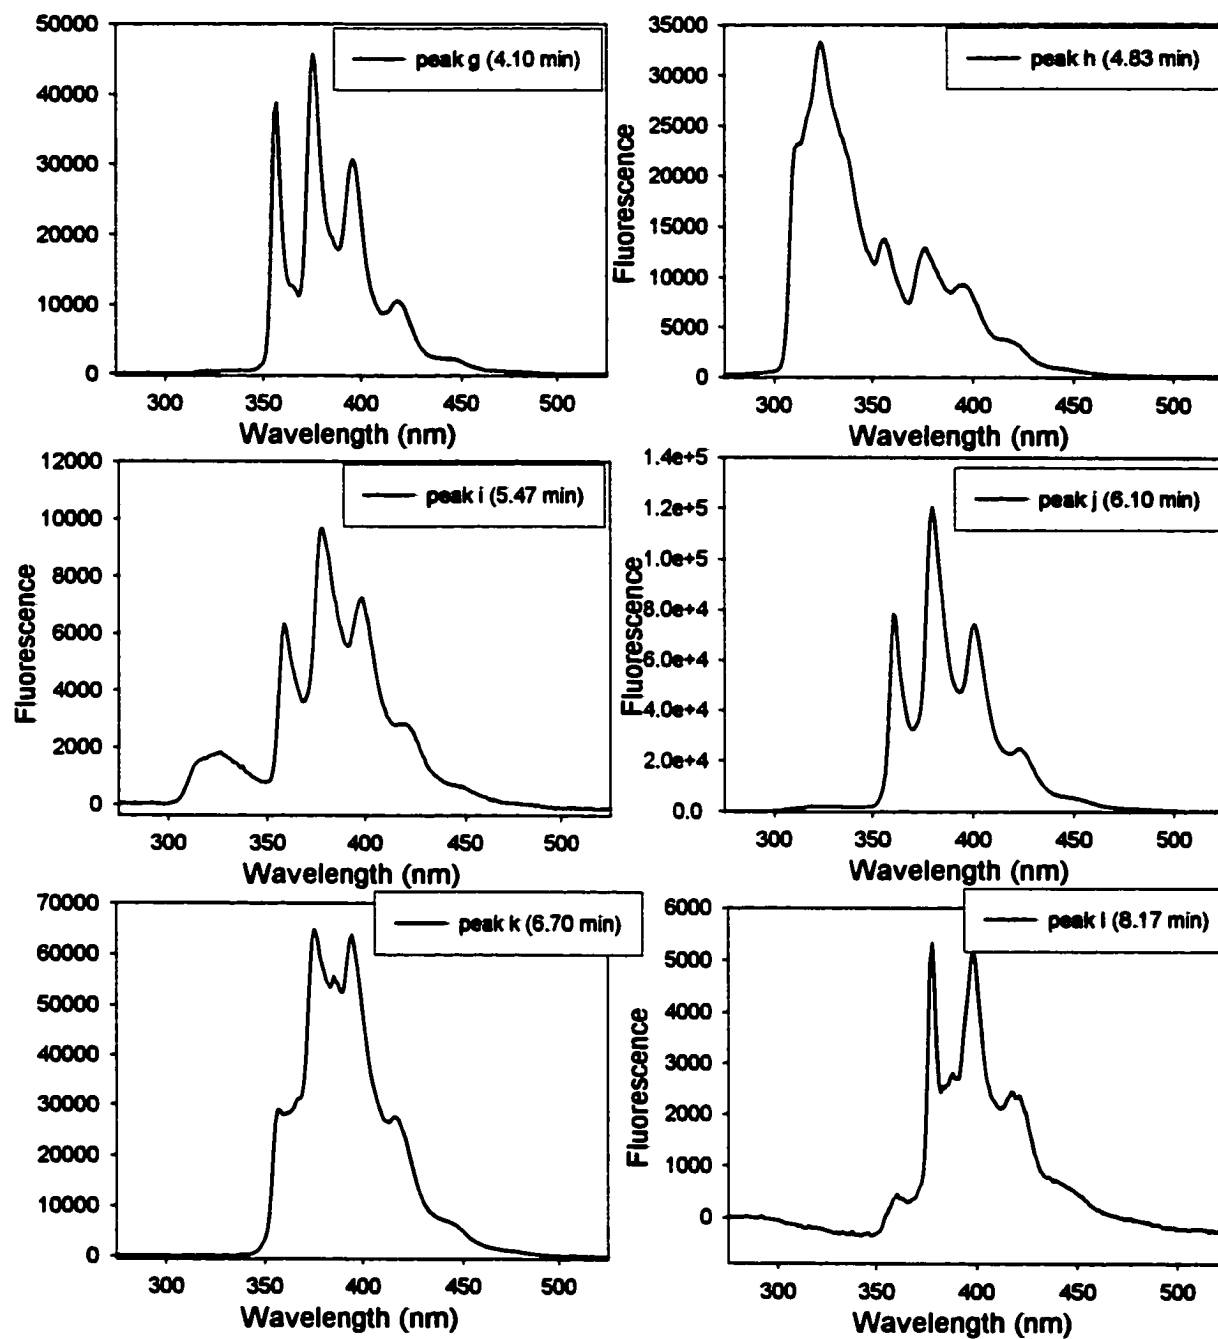 50000
40000
30000
20000
10000
0
peak g (4.10 min)
300 350 400 450 500
Wavelength (nm)
35000
30000
25000
20000
15000
10000
5000
0
Fluorescence
peak h (4.83 min)
300 350 400 450 500
Wavelength (nm)
12000
10000
8000
6000
4000
2000
0
Fluorescence
peak i (5.47 min)
300 350 400 450 500
Wavelength (nm)
1.4e+5
1.2e+5
1.0e+5
8.0e+4
6.0e+4
4.0e+4
2.0e+4
0.0
Fluorescence
peak j (6.10 min)
300 350 400 450 500
Wavelength (nm)
70000
60000
50000
40000
30000
20000
10000
0
peak k (6.70 min)
300 350 400 450 500
Wavelength (nm)
6000
5000
4000
3000
2000
1000
0
Fluorescence
peak l (8.17 min)
300 350 400 450 500
Wavelength (nm)